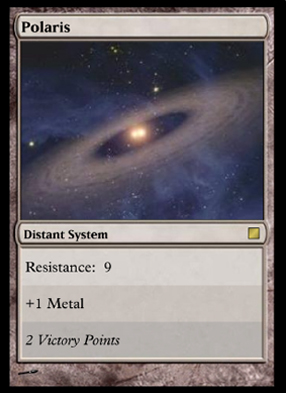 Polaris
Distant System
Resistance: 9
+1 Metal
2 Victory Points